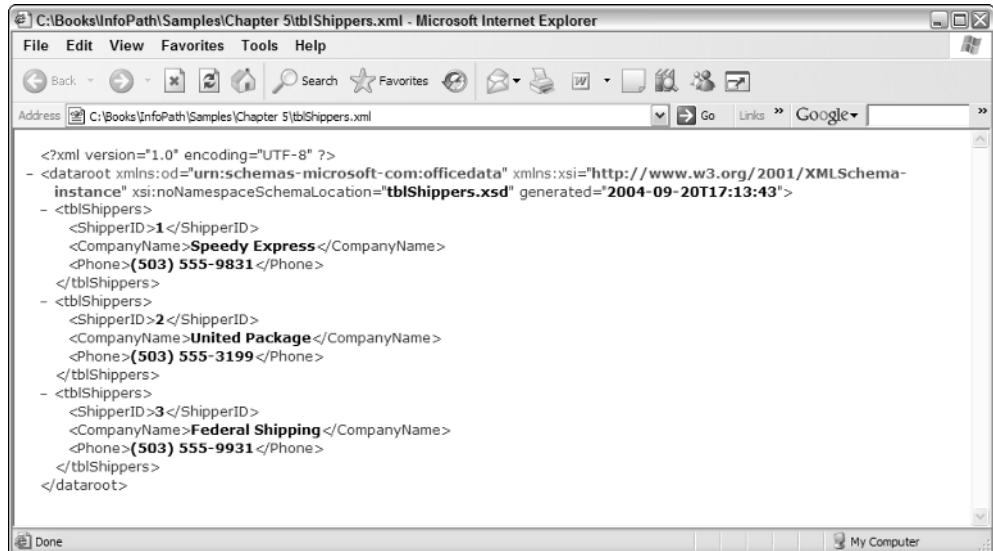 C:\Books\InfoPath\Samples\Chapter 5\tblShippers.xml - Microsoft Internet Explorer
File Edit View Favorites Tools Help
Back Search Favorites W
Address C:\Books\InfoPath\Samples\Chapter 5\tblShippers.xml Go Links » Google »
<?xml version="1.0" encoding="UTF-8" ?>
- <dataroot xmlns:od="urn:schemas-microsoft-com:officedata" xmlns:xsi="http://www.w3.org/2001/XMLSchema-
instance" xsi:noNamespaceSchemaLocation="tblShippers.xsd" generated="2004-09-20T17:13:43">
- <tblShippers>
<ShipperID>1</ShipperID>
<CompanyName>Speedy Express</CompanyName>
<Phone>(503) 555-9831</Phone>
</tblShippers>
- <tblShippers>
<ShipperID>2</ShipperID>
<CompanyName>United Package</CompanyName>
<Phone>(503) 555-3199</Phone>
</tblShippers>
- <tblShippers>
<ShipperID>3</ShipperID>
<CompanyName>Federal Shipping</CompanyName>
<Phone>(503) 555-9931</Phone>
</tblShippers>
</dataroot>
Done My Computer